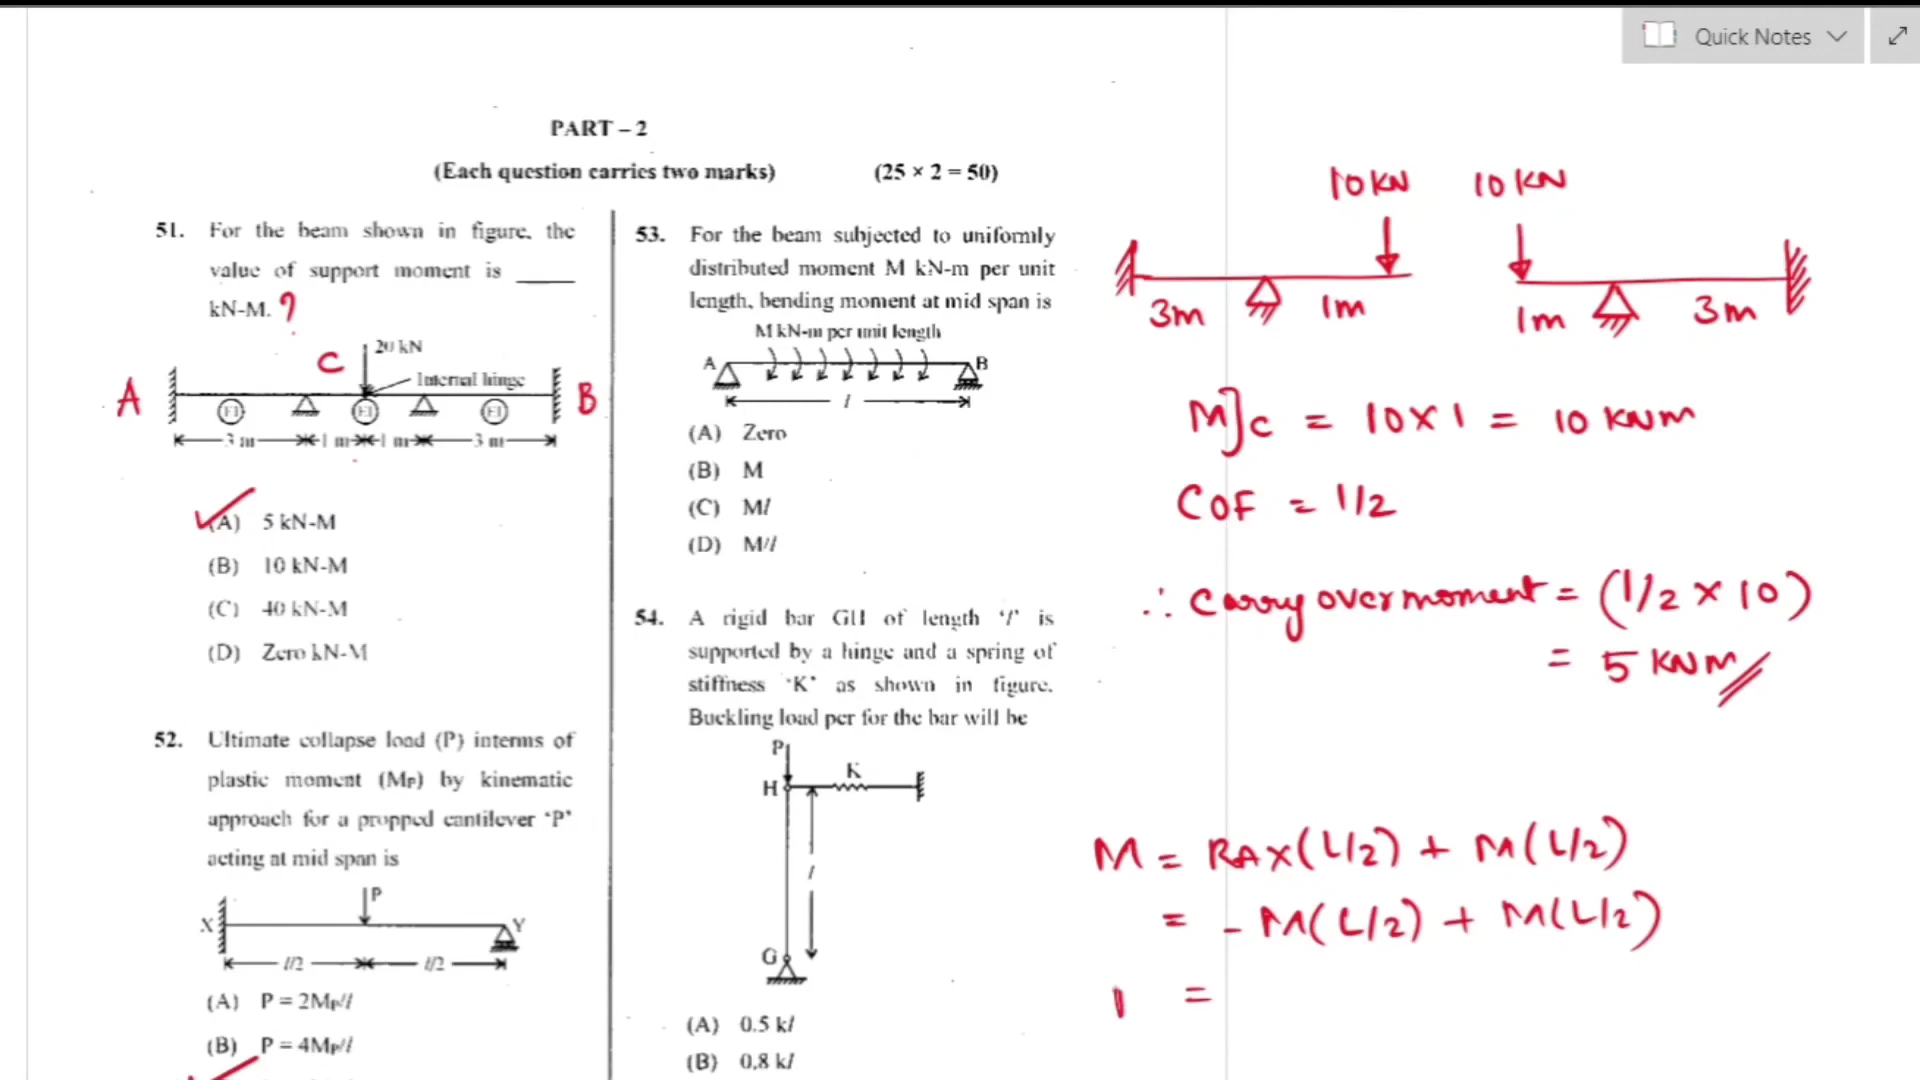 Quick Notes
PART – 2
(Each question carries two marks) (25 × 2 = 50)
51. For the beam shown in figure, the
value of support moment is _____
kN-M. ?
C
20 kN
Internal hinge
A
B
EI EI EI
3 m 1 m 1 m 3 m
(A) 5 kN-M
(B) 10 kN-M
(C) 40 kN-M
(D) Zero kN-M
52. Ultimate collapse load (P) interms of
plastic moment (MP) by kinematic
approach for a propped cantilever 'P'
acting at mid span is
P
X Y
l/2 l/2
(A) P = 2MP/l
(B) P = 4MP/l
53. For the beam subjected to uniformly
distributed moment M kN-m per unit
length, bending moment at mid span is
M kN-m per unit length
A B
l
(A) Zero
(B) M
(C) Ml
(D) M/l
54. A rigid bar GH of length 'l' is
supported by a hinge and a spring of
stiffness 'K' as shown in figure.
Buckling load per for the bar will be
P
K
H
l
G
(A) 0.5 kl
(B) 0.8 kl
10 KN 10 KN
3m 1m 1m 3m
M]C = 10 × 1 = 10 KNm
COF = 1/2
∴ Carry over moment = (1/2 × 10)
= 5 KNm
M = RA×(L/2) + M(L/2)
= - M(L/2) + M(L/2)
=